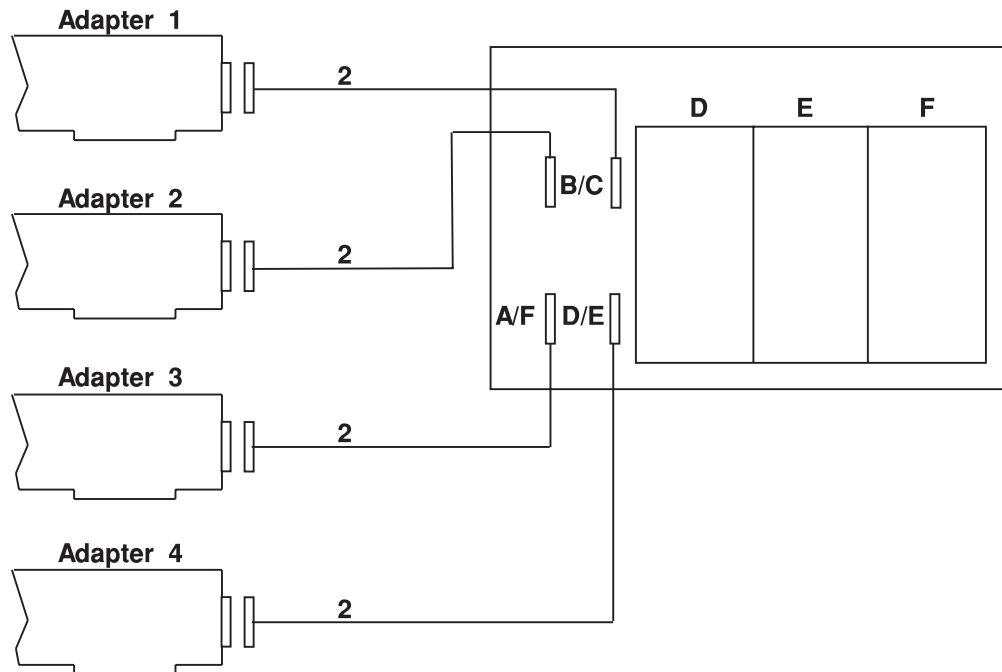 Adapter 1
2
D E F
B/C
Adapter 2
2
A/F D/E
Adapter 3
2
Adapter 4
2